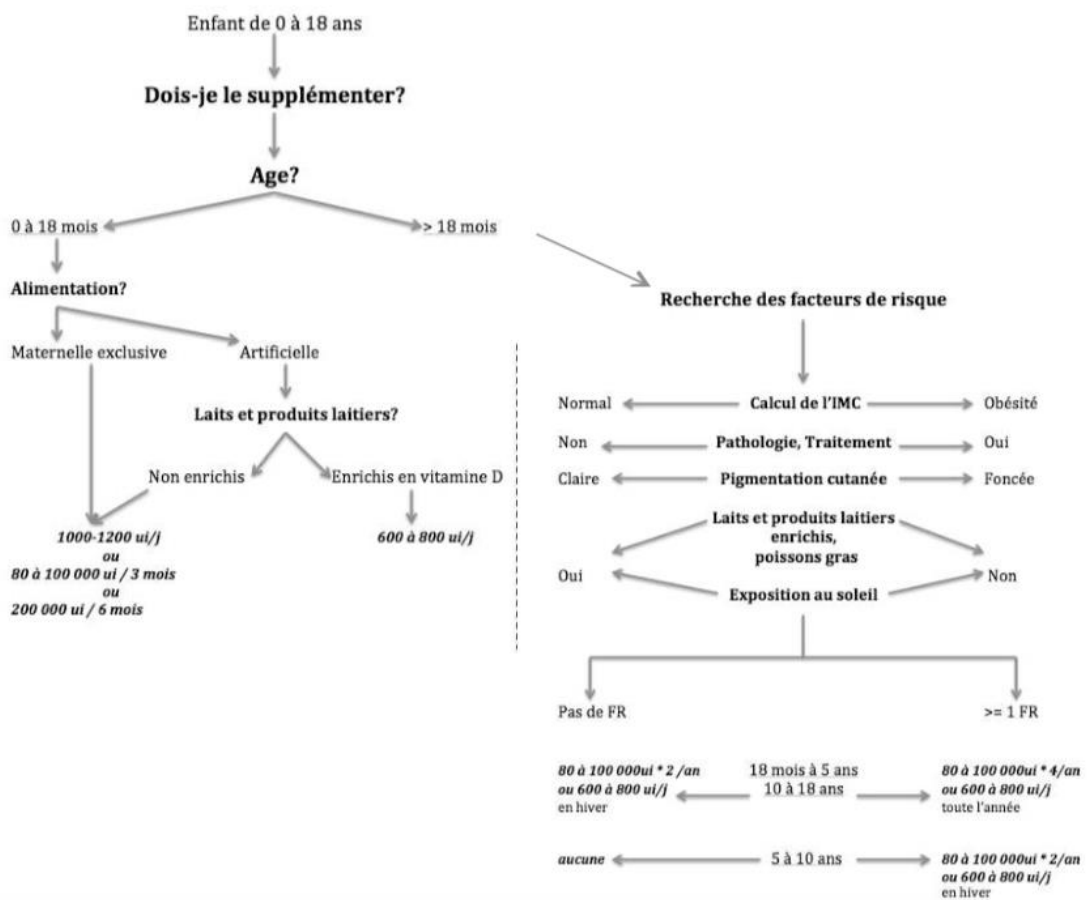 Enfant de 0 à 18 ans
Dois-je le supplémenter?
Age?
0 à 18 mois
> 18 mois
Alimentation?
Maternelle exclusive
Artificielle
Laits et produits laitiers?
Non enrichis
Enrichis en vitamine D
1000-1200 ui/j
ou
80 à 100 000 ui / 3 mois
ou
200 000 ui / 6 mois
600 à 800 ui/j
Recherche des facteurs de risque
Normal
Calcul de l'IMC
Obésité
Non
Pathologie, Traitement
Oui
Claire
Pigmentation cutanée
Foncée
Laits et produits laitiers
enrichis,
poissons gras
Oui
Non
Exposition au soleil
Pas de FR
>= 1 FR
80 à 100 000ui * 2 /an
ou 600 à 800 ui/j
en hiver
18 mois à 5 ans
10 à 18 ans
80 à 100 000ui * 4/an
ou 600 à 800 ui/j
toute l'année
aucune
5 à 10 ans
80 à 100 000ui * 2/an
ou 600 à 800 ui/j
en hiver